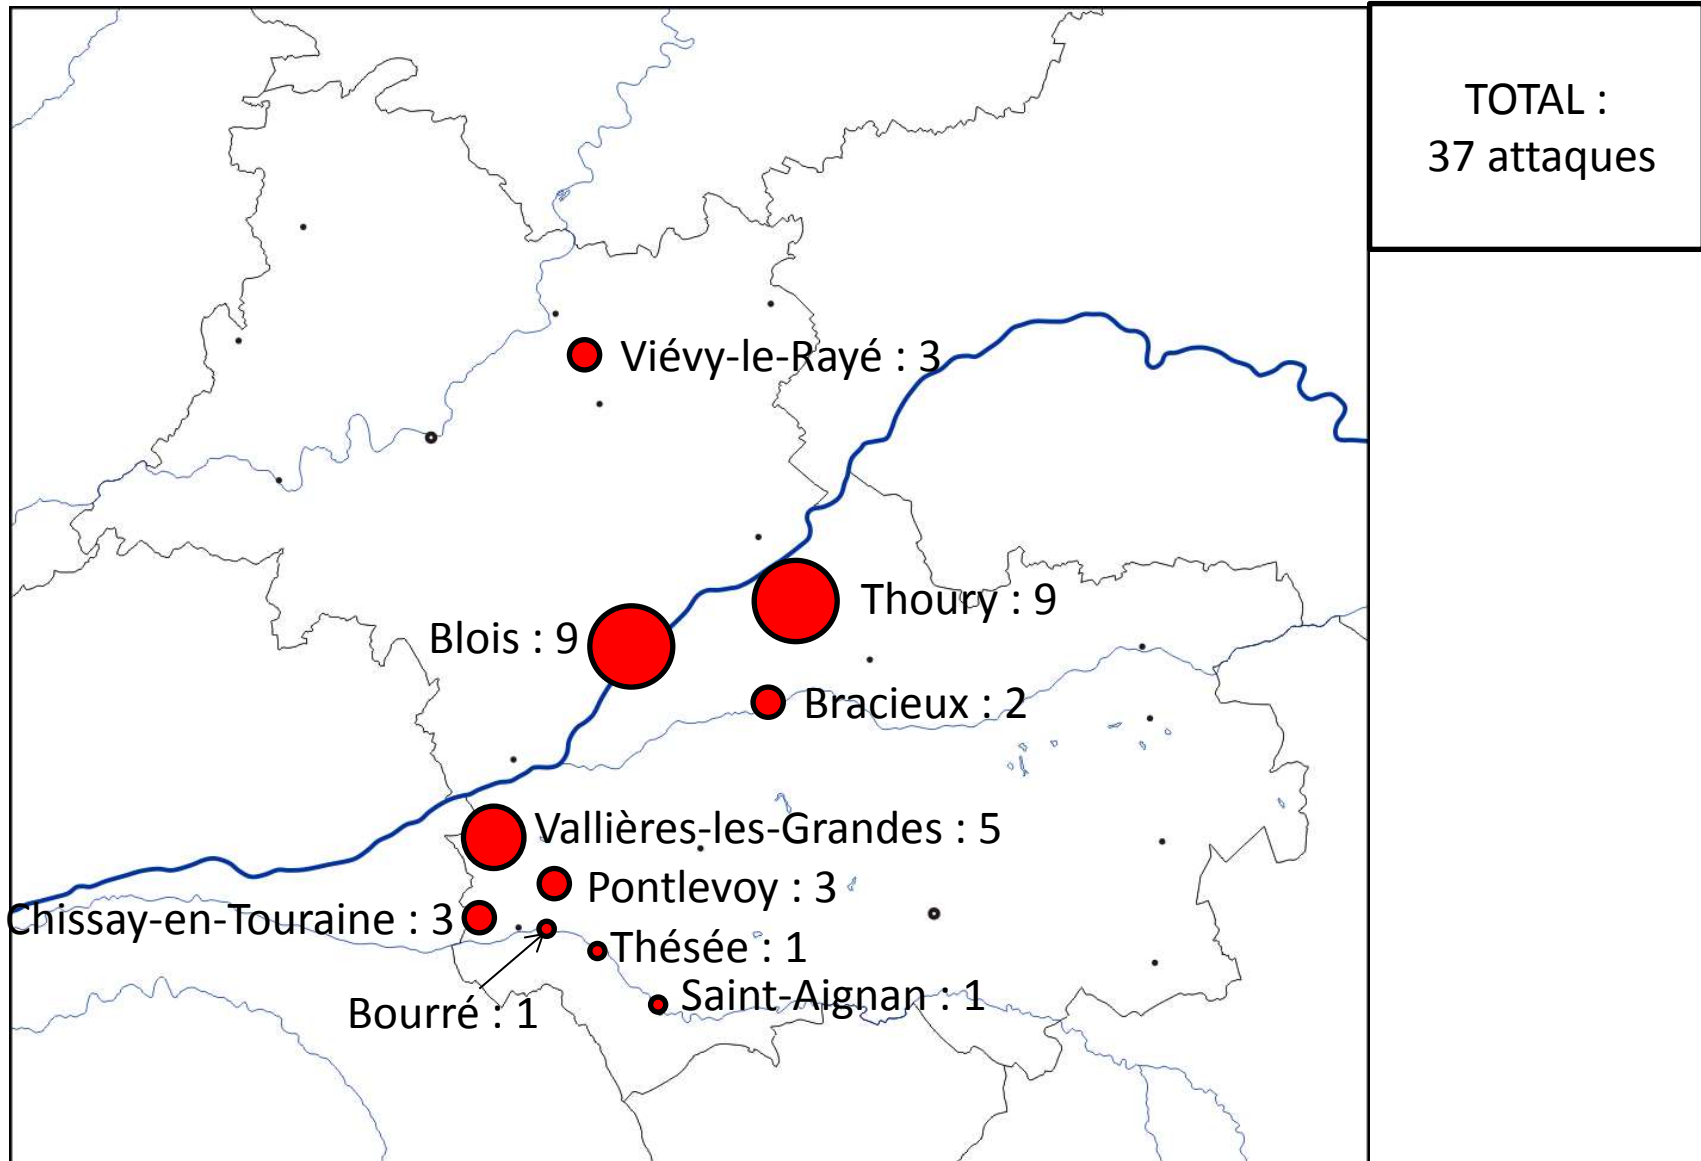 TOTAL :
37 attaques
Viévy-le-Rayé : 3
Thoury : 9
Blois : 9
Bracieux : 2
Vallières-les-Grandes : 5
Pontlevoy : 3
Chissay-en-Touraine : 3
Thésée : 1
Saint-Aignan : 1
Bourré : 1